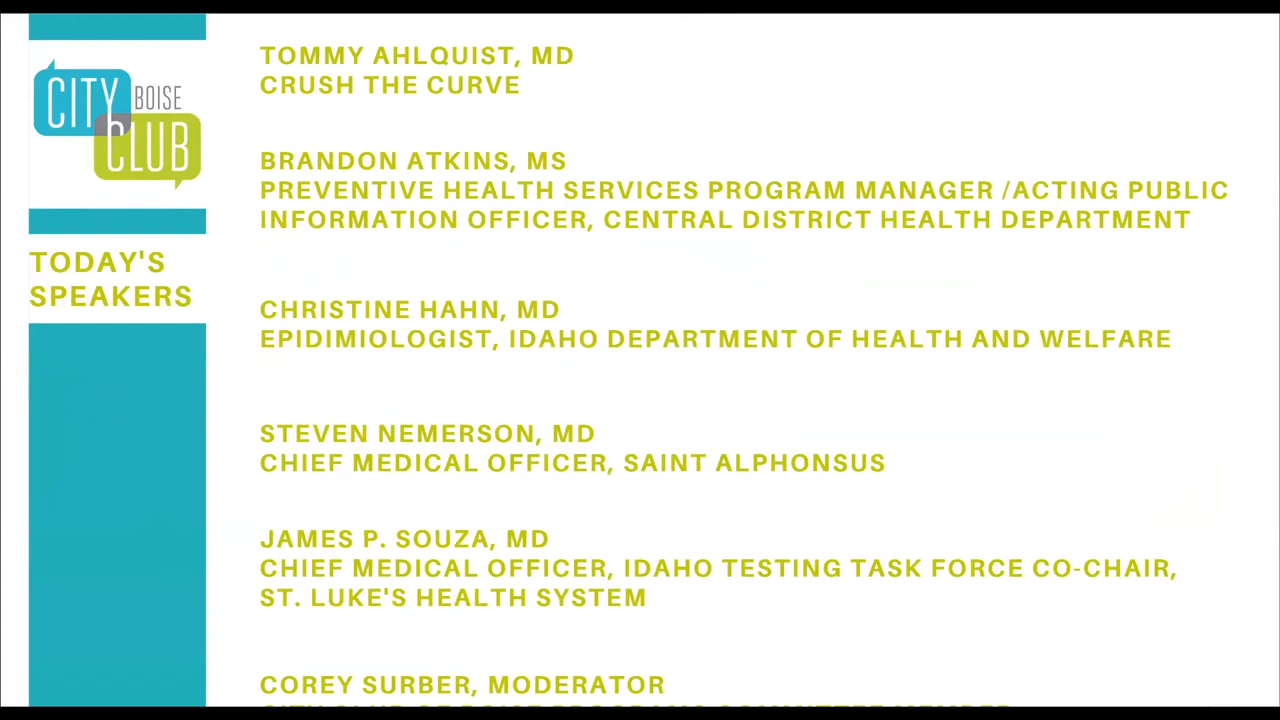 CITY BOISE
CLUB
TODAY'S
SPEAKERS
TOMMY AHLQUIST, MD
CRUSH THE CURVE
BRANDON ATKINS, MS
PREVENTIVE HEALTH SERVICES PROGRAM MANAGER /ACTING PUBLIC
INFORMATION OFFICER, CENTRAL DISTRICT HEALTH DEPARTMENT
CHRISTINE HAHN, MD
EPIDIMIOLOGIST, IDAHO DEPARTMENT OF HEALTH AND WELFARE
STEVEN NEMERSON, MD
CHIEF MEDICAL OFFICER, SAINT ALPHONSUS
JAMES P. SOUZA, MD
CHIEF MEDICAL OFFICER, IDAHO TESTING TASK FORCE CO-CHAIR,
ST. LUKE'S HEALTH SYSTEM
COREY SURBER, MODERATOR